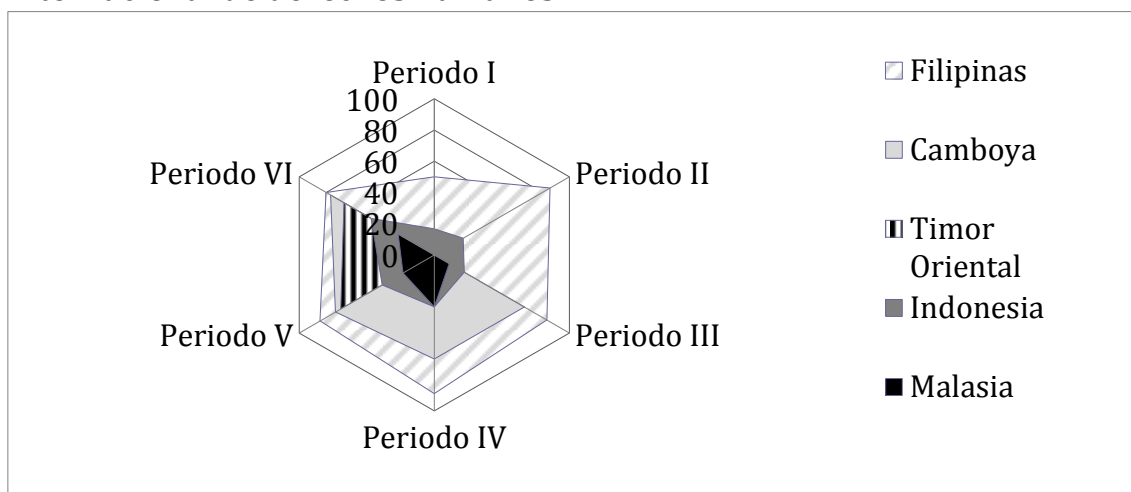 Periodo I
100
80
60
40
20
0
Periodo II
Periodo III
Periodo IV
Periodo V
Periodo VI
Filipinas
Camboya
Timor
Oriental
Indonesia
Malasia